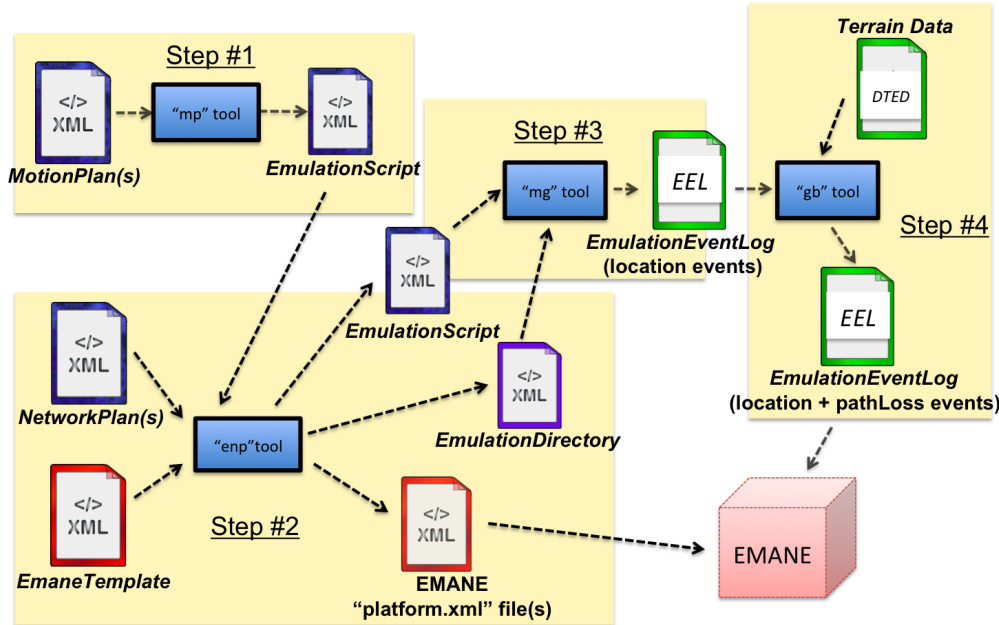 Step #1
</>
XML
MotionPlan(s)
"mp" tool
</>
XML
EmulationScript
Step #2
</>
XML
NetworkPlan(s)
</>
XML
EmaneTemplate
"enp"tool
</>
XML
EmulationScript
</>
XML
EmulationDirectory
</>
XML
EMANE
"platform.xml" file(s)
Step #3
"mg" tool
EEL
EmulationEventLog
(location events)
Terrain Data
DTED
"gb" tool
Step #4
EEL
EmulationEventLog
(location + pathLoss events)
EMANE